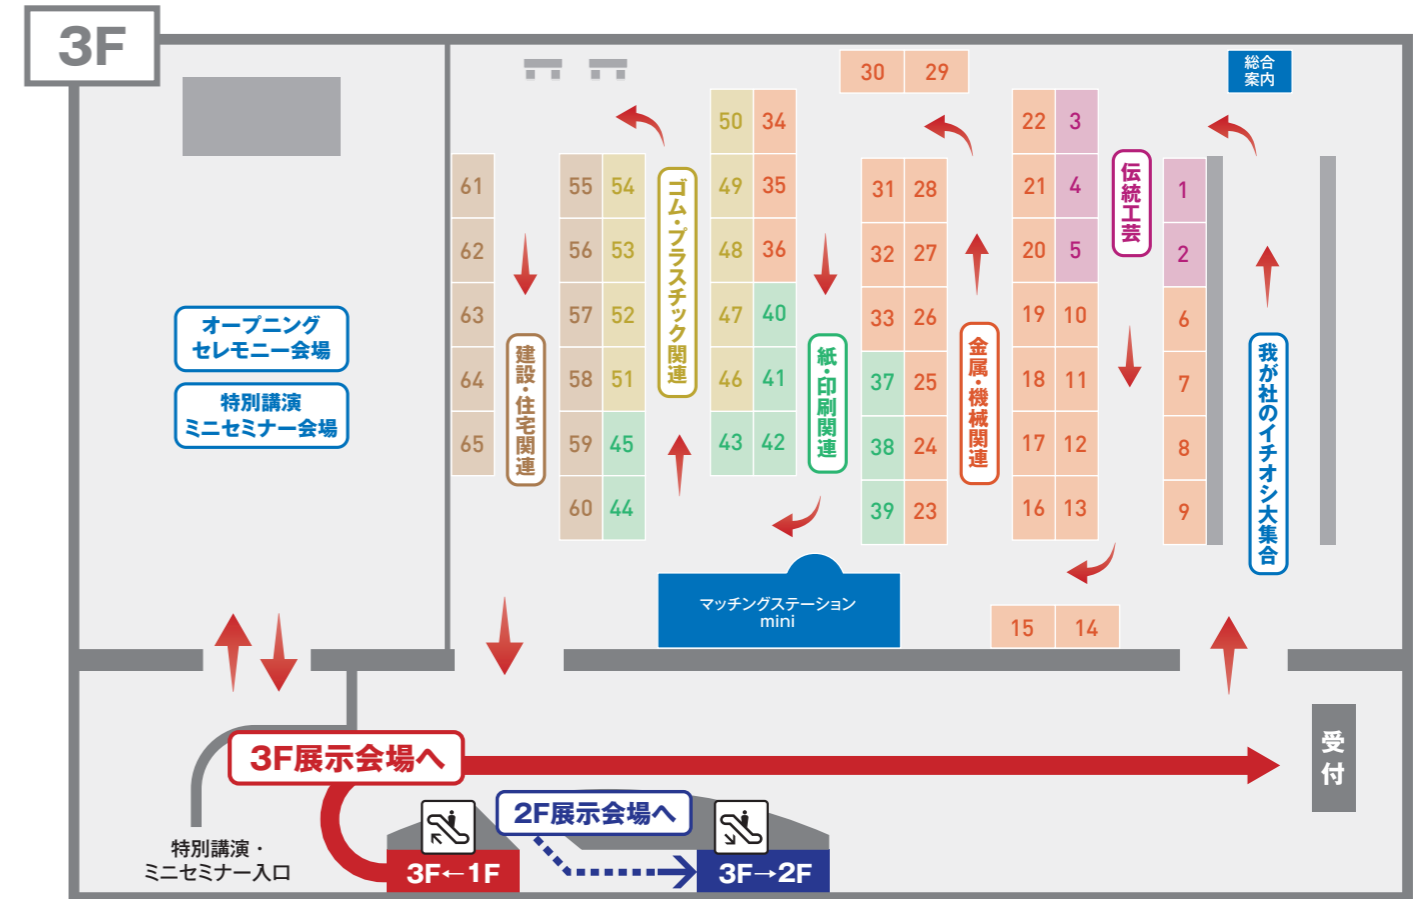 3F
総合
案内
30 29
50 34
22 3
61
55 54
49 35
31 28
21 4
1
62
56 53
48 36
32 27
20 5
2
63
57 52
47 40
33 26
19 10
6
64
58 51
46 41
37 25
18 11
7
65
59 45
43 42
38 24
17 12
8
60 44
39 23
16 13
9
15 14
オープニング
セレモニー会場
特別講演
ミニセミナー会場
建設・住宅関連
ゴム・プラスチック関連
紙・印刷関連
金属・機械関連
伝統工芸
我が社のイチオシ大集合
マッチングステーション
mini
3F展示会場へ
受付
2F展示会場へ
特別講演・
ミニセミナー入口
3F←1F
3F→2F